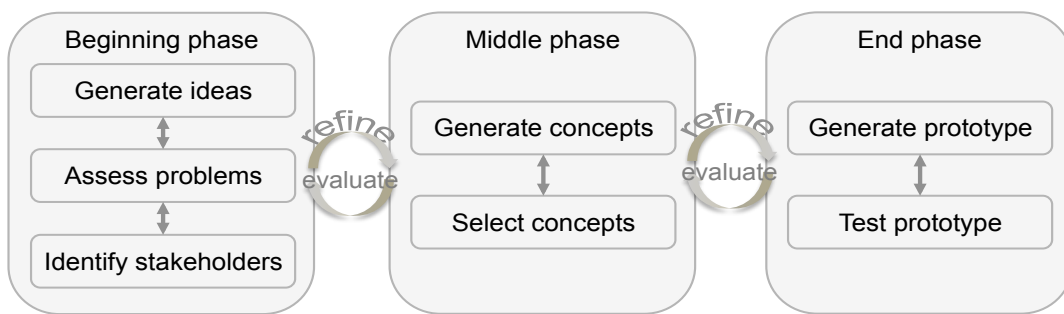 Beginning phase
Generate ideas
Assess problems
Identify stakeholders
refine
evaluate
Middle phase
Generate concepts
Select concepts
refine
evaluate
End phase
Generate prototype
Test prototype